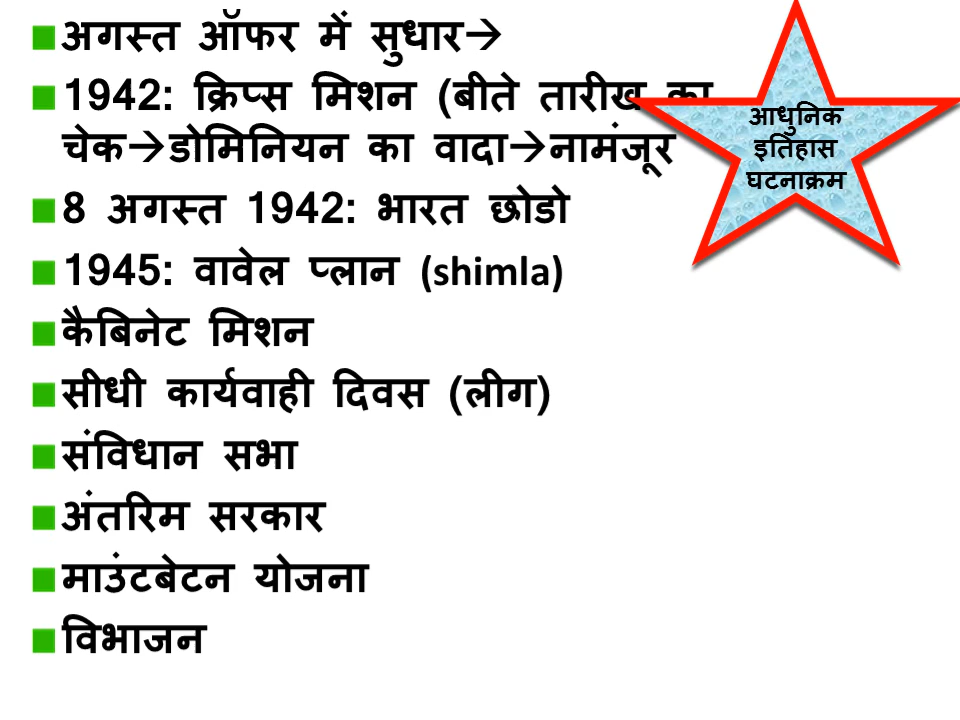 अगस्त ऑफर में सुधार→
1942: क्रिप्स मिशन (बीते तारीख का
चेक→डोमिनियन का वादा→नामंजूर
8 अगस्त 1942: भारत छोडो
1945: वावेल प्लान (shimla)
कैबिनेट मिशन
सीधी कार्यवाही दिवस (लीग)
संविधान सभा
अंतरिम सरकार
माउंटबेटन योजना
विभाजन
आधुनिक
इतिहास
घटनाक्रम